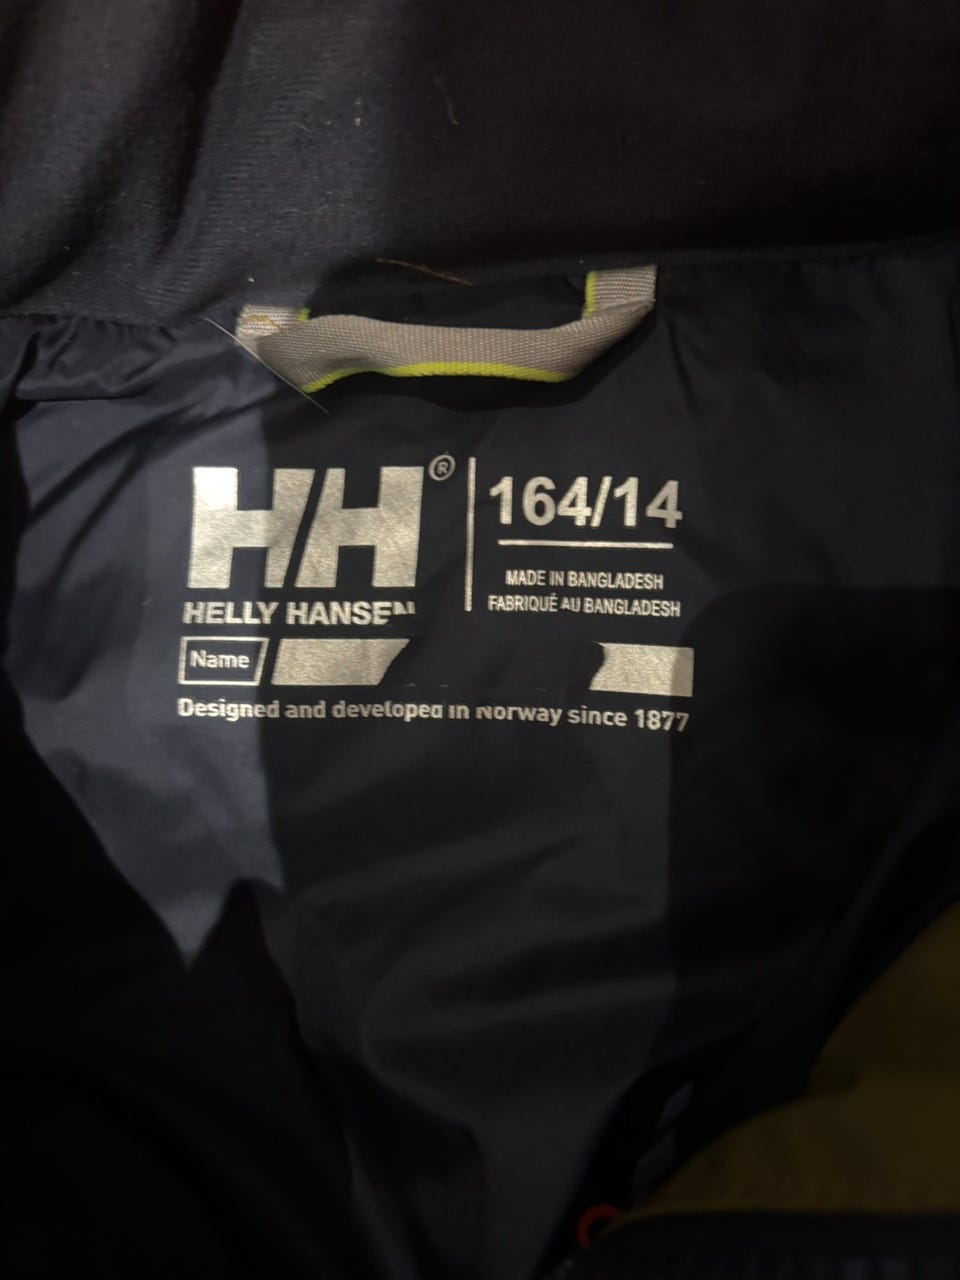 HH®
164/14
MADE IN BANGLADESH
FABRIQUÉ AU BANGLADESH
HELLY HANSEN
Name
Designed and developed in Norway since 1877